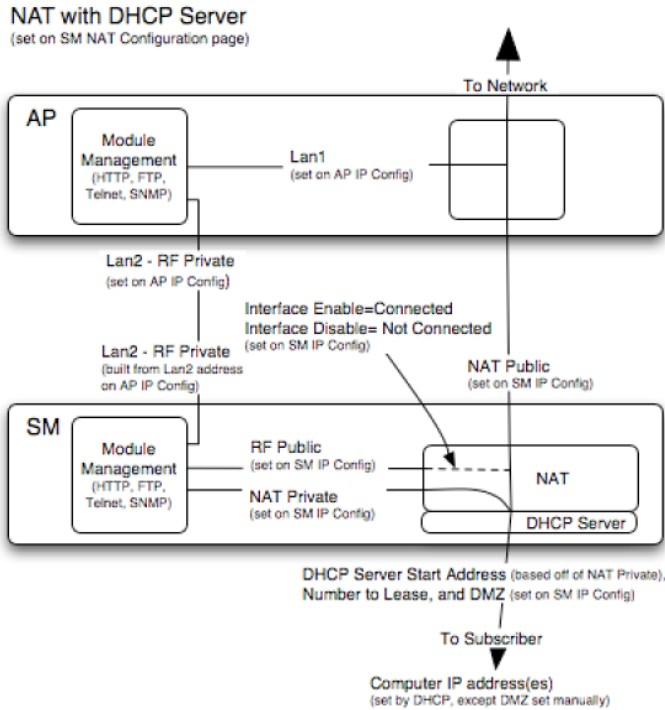 NAT with DHCP Server
(set on SM NAT Configuration page)
To Network
AP
Module
Management
(HTTP, FTP,
Telnet, SNMP)
Lan1
(set on AP IP Config)
Lan2 - RF Private
(set on AP IP Config)
Interface Enable=Connected
Interface Disable= Not Connected
(set on SM IP Config)
Lan2 - RF Private
(built from Lan2 address
on AP IP Config)
NAT Public
(set on SM IP Config)
SM
Module
Management
(HTTP, FTP,
Telnet, SNMP)
RF Public
(set on SM IP Config)
NAT Private
(set on SM IP Config)
NAT
DHCP Server
DHCP Server Start Address (based off of NAT Private),
Number to Lease, and DMZ (set on SM IP Config)
To Subscriber
Computer IP address(es)
(set by DHCP, except DMZ set manually)